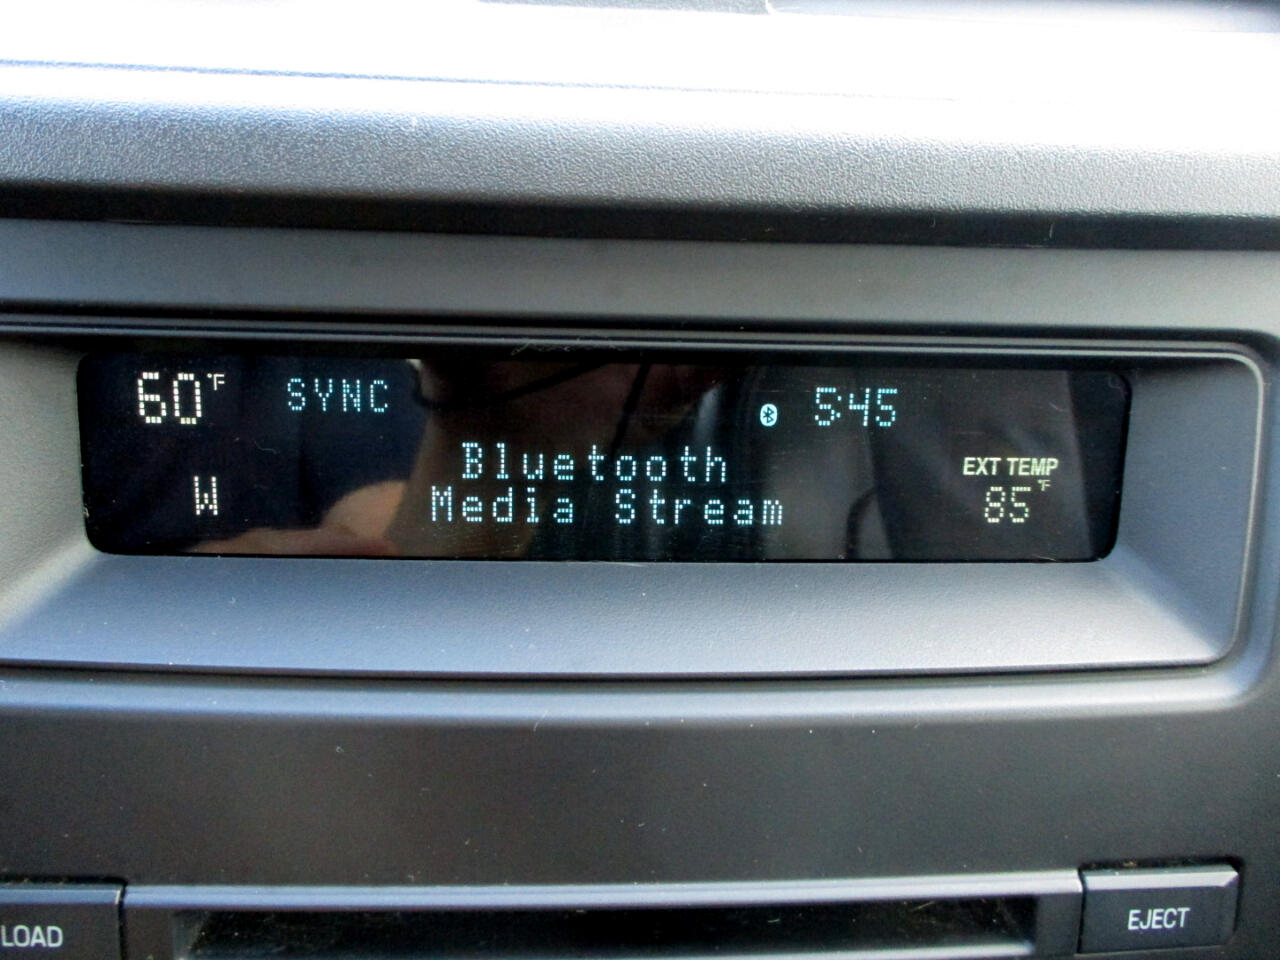 60°F SYNC 5:45
Bluetooth
EXT TEMP
W Media Stream 85°F
LOAD
EJECT